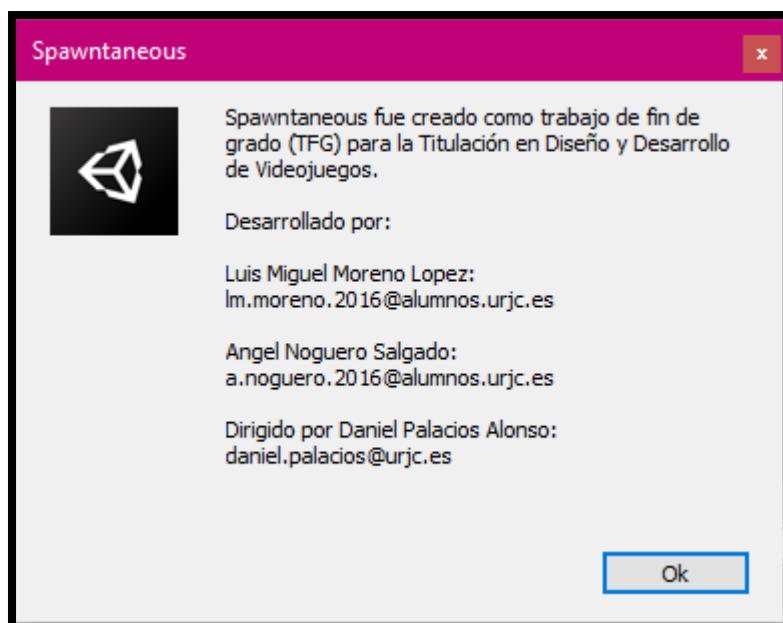 Spawntaneous
x
Spawntaneous fue creado como trabajo de fin de
grado (TFG) para la Titulación en Diseño y Desarrollo
de Videojuegos.
Desarrollado por:
Luis Miguel Moreno Lopez:
lm.moreno.2016@alumnos.urjc.es
Angel Noguero Salgado:
a.noguero.2016@alumnos.urjc.es
Dirigido por Daniel Palacios Alonso:
daniel.palacios@urjc.es
Ok